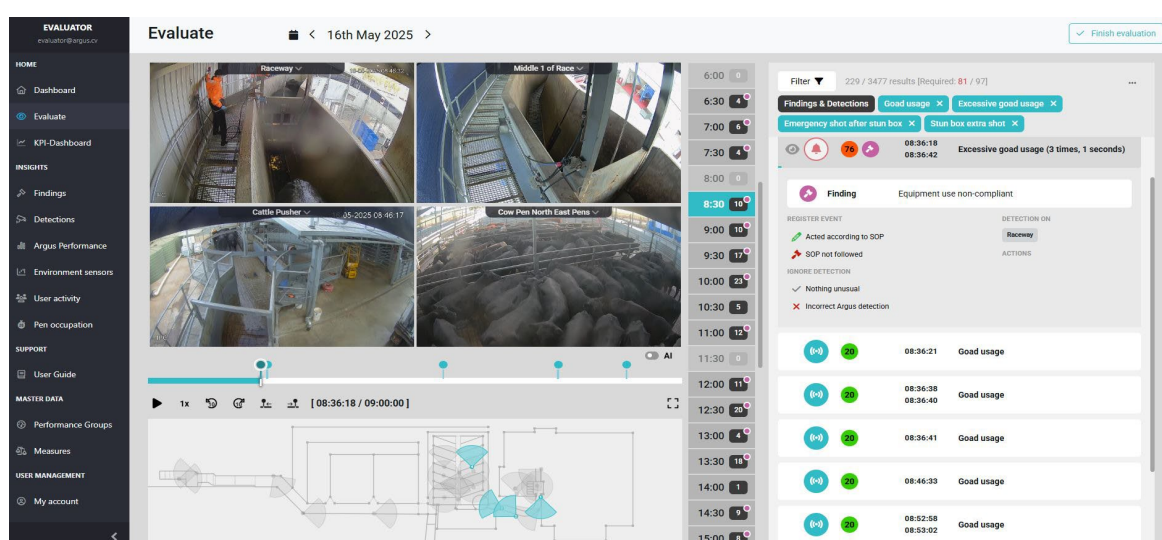 EVALUATOR
evaluator@argus.cv
HOME
Dashboard
Evaluate
KPI-Dashboard
INSIGHTS
Findings
Detections
Argus Performance
Environment sensors
User activity
Pen occupation
SUPPORT
User Guide
MASTER DATA
Performance Groups
Measures
USER MANAGEMENT
My account
Evaluate
< 16th May 2025 >
Finish evaluation
Raceway
Middle 1 of Race
Cattle Pusher
05-2025 08:46:17
Cow Pen North East Pens
AI
1x
[ 08:36:18 / 09:00:00 ]
6:00 0
6:30 4
7:00 6
7:30 4
8:00 0
8:30 10
9:00 10
9:30 17
10:00 23
10:30 5
11:00 12
11:30 0
12:00 11
12:30 20
13:00 4
13:30 18
14:00 1
14:30 9
15:00 8
Filter
229 / 3477 results [Required: 81 / 97]
...
Findings & Detections
Goad usage ×
Excessive goad usage ×
Emergency shot after stun box ×
Stun box extra shot ×
76
08:36:18
08:36:42
Excessive goad usage (3 times, 1 seconds)
Finding
Equipment use non-compliant
REGISTER EVENT
Acted according to SOP
SOP not followed
IGNORE DETECTION
Nothing unusual
Incorrect Argus detection
DETECTION ON
Raceway
ACTIONS
20
08:36:21
Goad usage
20
08:36:38
08:36:40
Goad usage
20
08:36:41
Goad usage
20
08:46:33
Goad usage
20
08:52:58
08:53:02
Goad usage